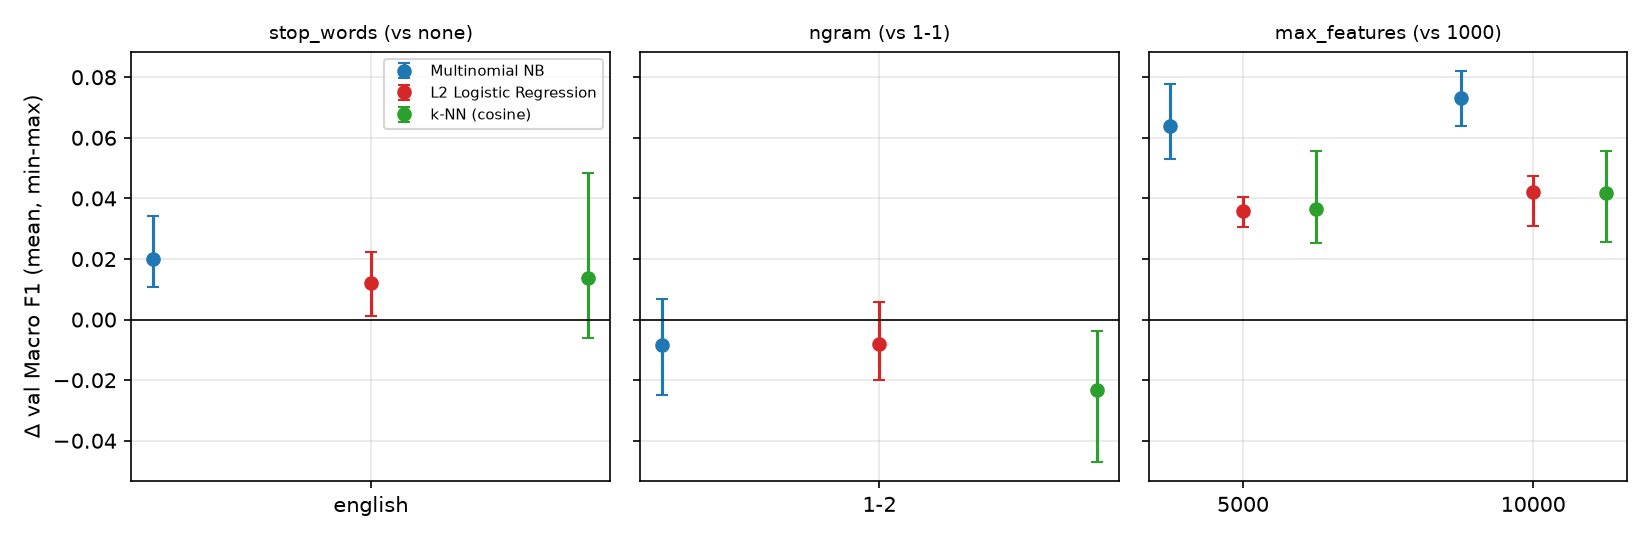 stop_words (vs none)
ngram (vs 1-1)
max_features (vs 1000)
Δ val Macro F1 (mean, min-max)
0.08
0.06
0.04
0.02
0.00
−0.02
−0.04
Multinomial NB
L2 Logistic Regression
k-NN (cosine)
english
1-2
5000
10000